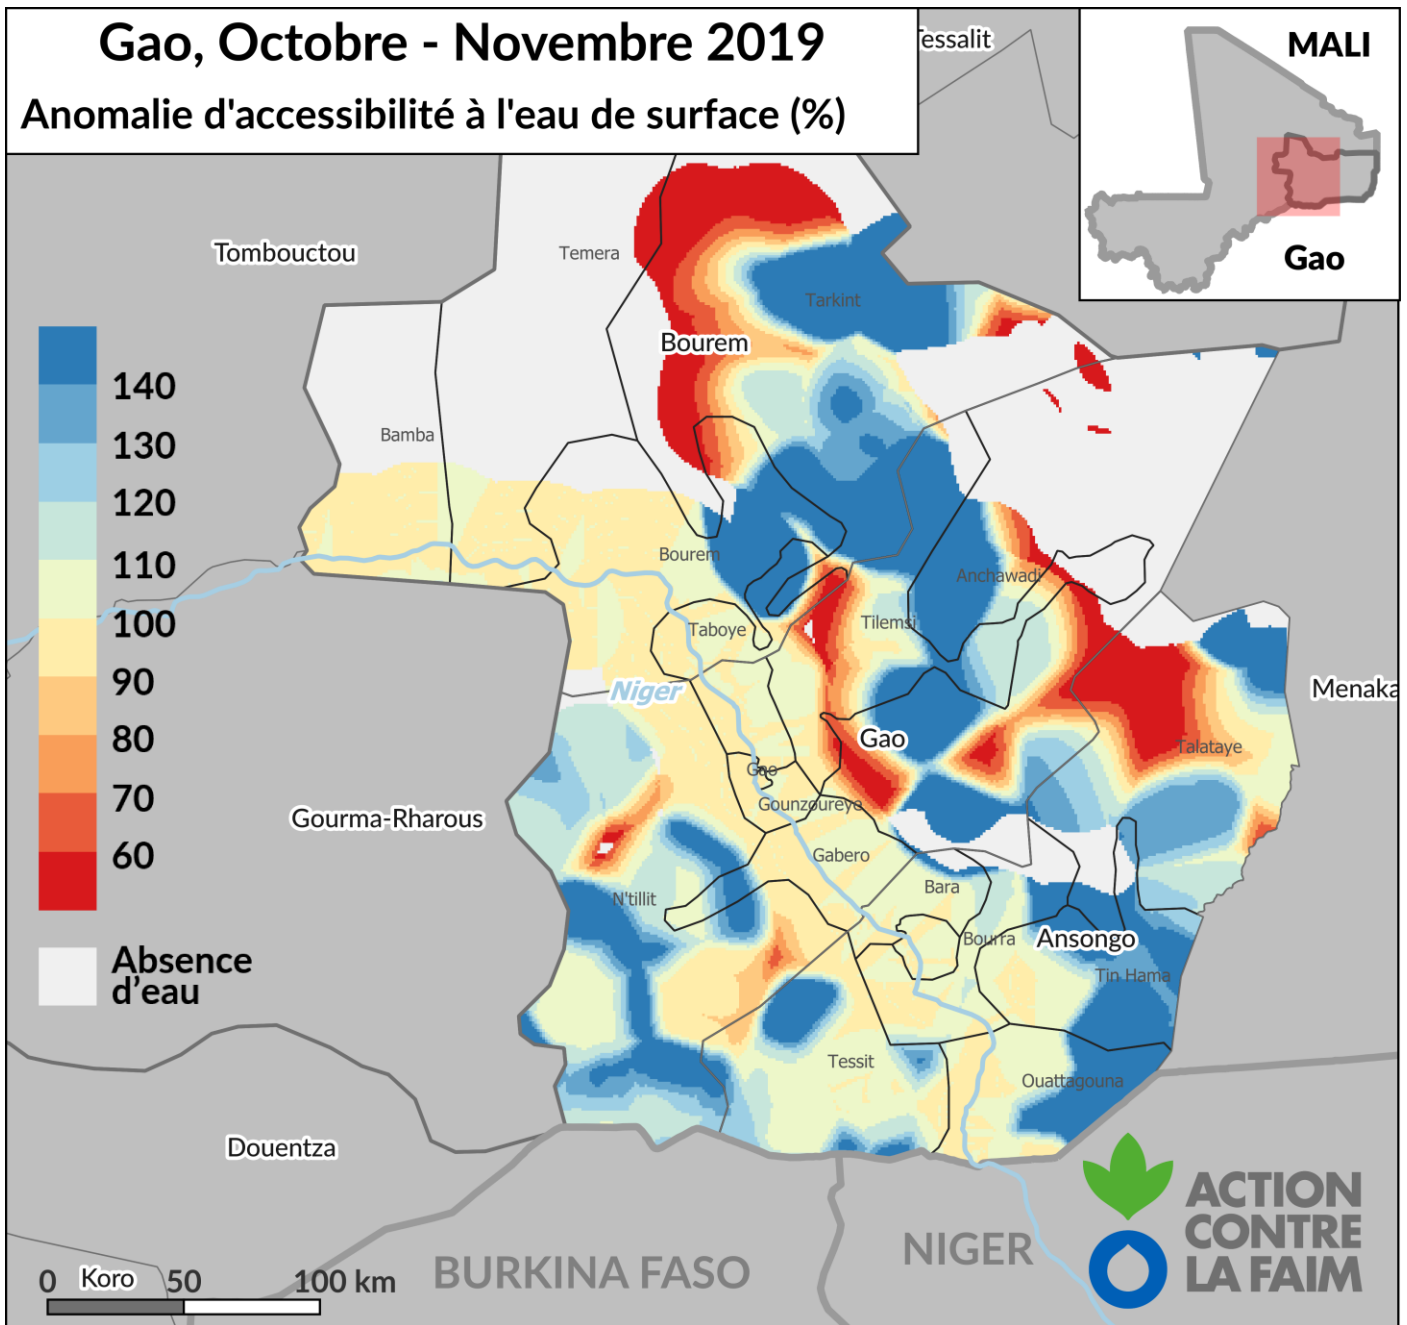 Gao, Octobre - Novembre 2019
Anomalie d'accessibilité à l'eau de surface (%)
Tessalit
MALI
Gao
Tombouctou
Temera
Tarkint
Bourem
Bamba
140
130
120
110
100
90
80
70
60
Absence
d'eau
Bourem
Anchawadi
Taboye
Tilemsi
Niger
Menaka
Gao
Talataye
Gao
Gounzoureye
Gourma-Rharous
Gabero
Bara
N'tillit
Bourra
Ansongo
Tin Hama
Tessit
Ouattagouna
Douentza
ACTION
CONTRE
LA FAIM
NIGER
BURKINA FASO
0 Koro 50 100 km